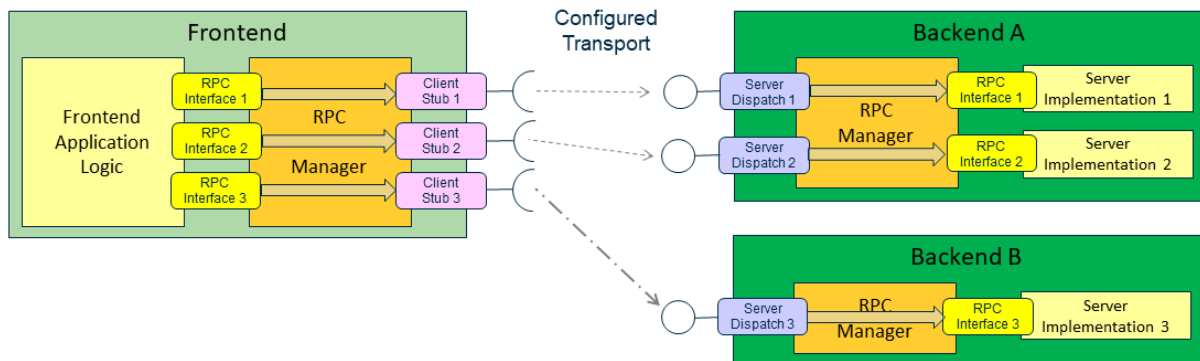 Frontend
Configured
Transport
Backend A
Frontend
Application
Logic
RPC
Interface 1
RPC
Interface 2
RPC
Interface 3
RPC
Manager
Client
Stub 1
Client
Stub 2
Client
Stub 3
Server
Dispatch 1
Server
Dispatch 2
RPC
Manager
RPC
Interface 1
RPC
Interface 2
Server
Implementation 1
Server
Implementation 2
Backend B
Server
Dispatch 3
RPC
Manager
RPC
Interface 3
Server
Implementation 3